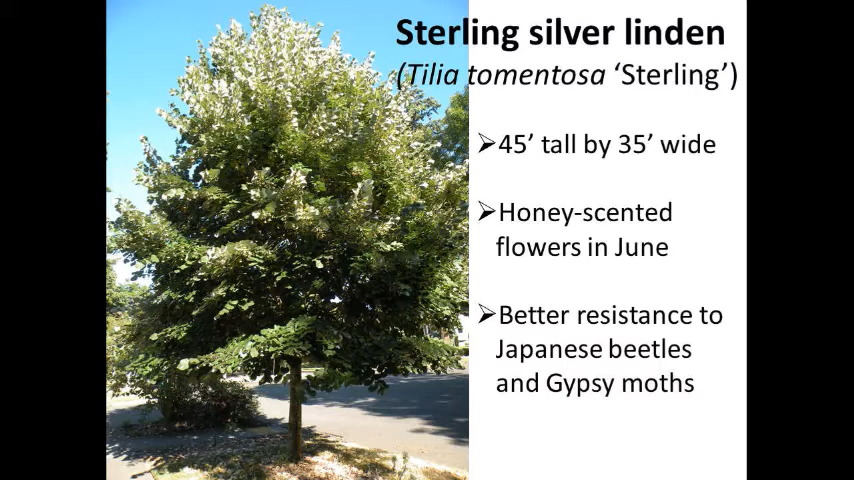 Sterling silver linden
(Tilia tomentosa ‘Sterling’)
➢45’ tall by 35’ wide
➢Honey-scented
flowers in June
➢Better resistance to
Japanese beetles
and Gypsy moths